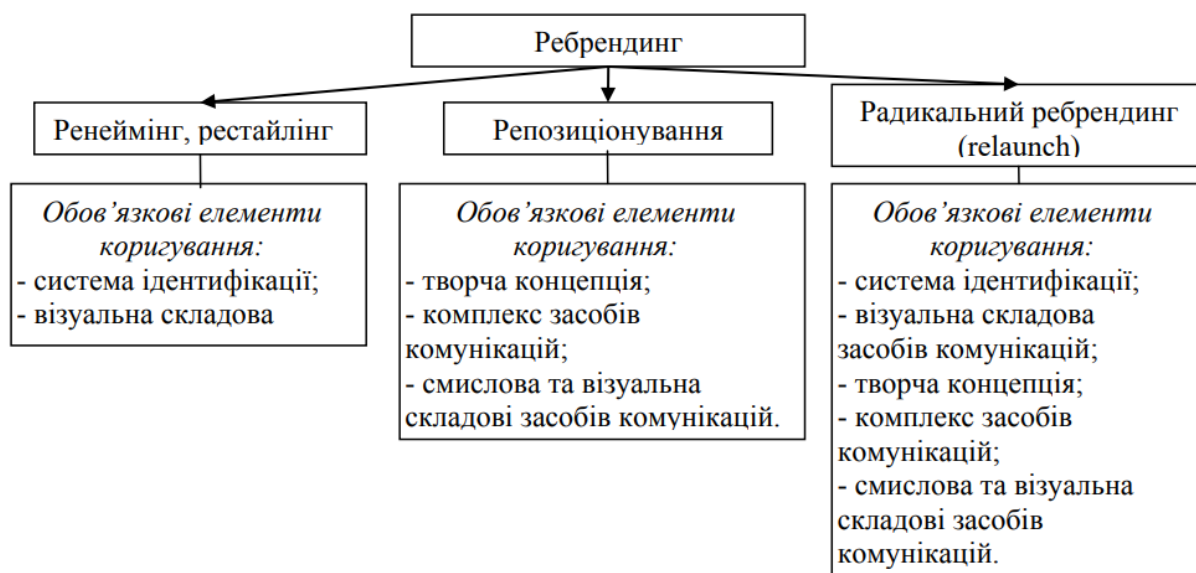 Ребрендинг
Ренеймінг, рестайлінг
Обов’язкові елементи
коригування:
- система ідентифікації;
- візуальна складова
Репозиціонування
Обов’язкові елементи
коригування:
- творча концепція;
- комплекс засобів
комунікацій;
- смислова та візуальна
складові засобів комунікацій.
Радикальний ребрендинг
(relaunch)
Обов’язкові елементи
коригування:
- система ідентифікації;
- візуальна складова
засобів комунікацій;
- творча концепція;
- комплекс засобів
комунікацій;
- смислова та візуальна
складові засобів
комунікацій.